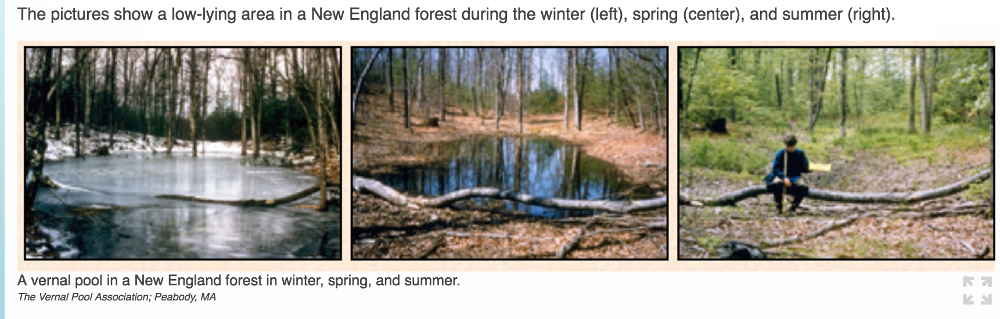 The pictures show a low-lying area in a New England forest during the winter (left), spring (center), and summer (right).
A vernal pool in a New England forest in winter, spring, and summer.
The Vernal Pool Association; Peabody, MA